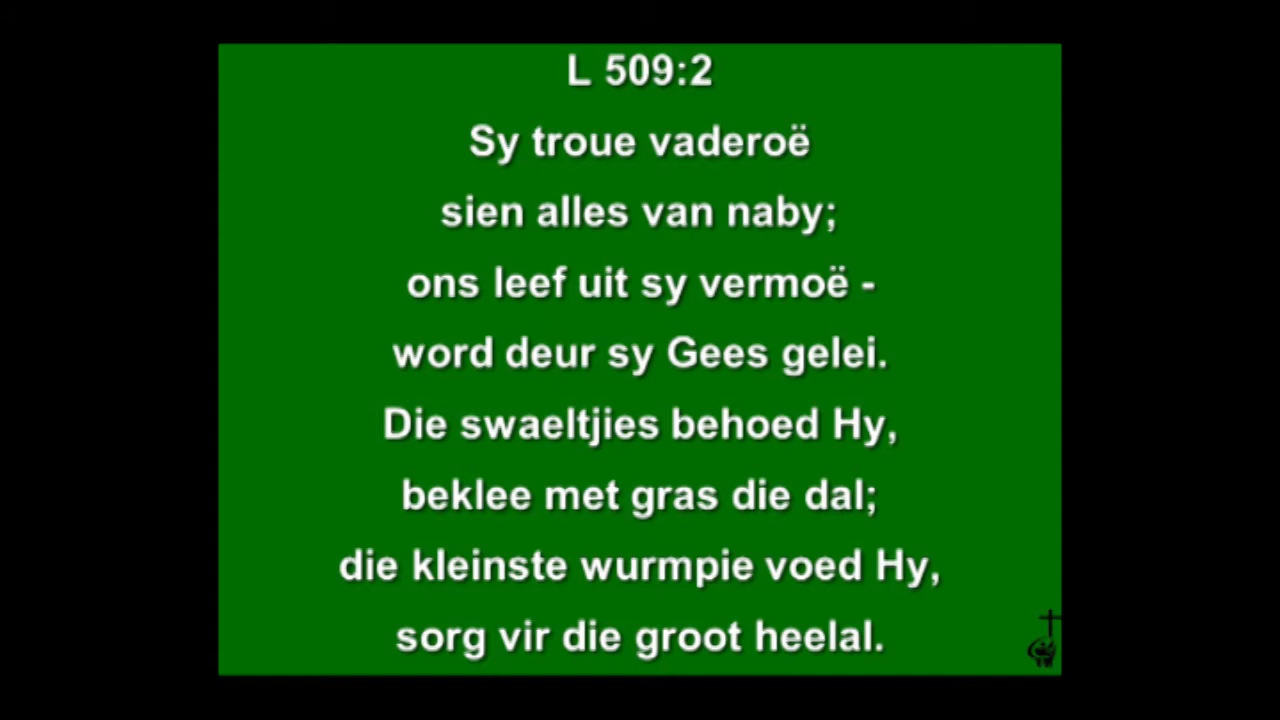 L 509:2
Sy troue vaderoë
sien alles van naby;
ons leef uit sy vermoë -
word deur sy Gees gelei.
Die swaeltjies behoed Hy,
beklee met gras die dal;
die kleinste wurmpie voed Hy,
sorg vir die groot heelal.